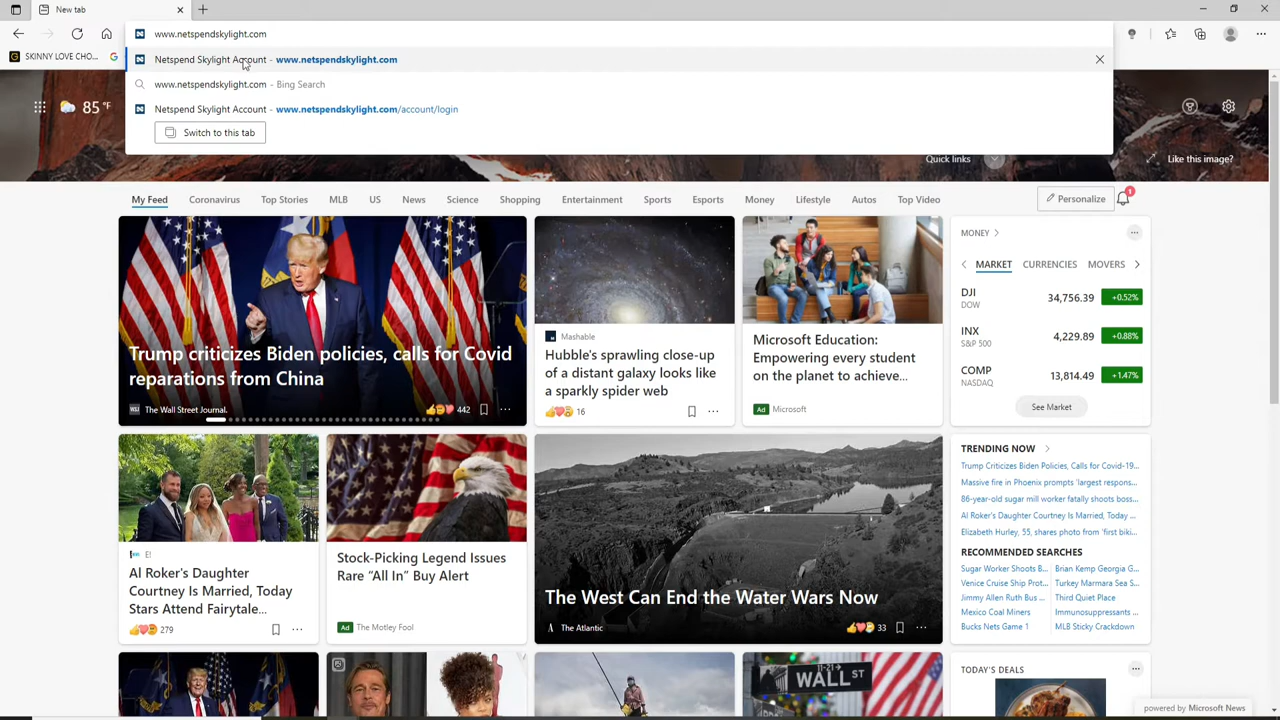 New tab
www.netspendskylight.com
SKINNY LOVE CHO...
Netspend Skylight Account - www.netspendskylight.com
www.netspendskylight.com - Bing Search
Netspend Skylight Account - www.netspendskylight.com/account/login
Switch to this tab
85 °F
Quick links
Like this image?
My Feed
Coronavirus
Top Stories
MLB
US
News
Science
Shopping
Entertainment
Sports
Esports
Money
Lifestyle
Autos
Top Video
Personalize
1
Trump criticizes Biden policies, calls for Covid
reparations from China
WSJ
The Wall Street Journal.
442
Mashable
Hubble's sprawling close-up
of a distant galaxy looks like
a sparkly spider web
16
Microsoft Education:
Empowering every student
on the planet to achieve...
Ad Microsoft
MONEY
MARKET
CURRENCIES
MOVERS
DJI
DOW
34,756.39
+0.52%
INX
S&P 500
4,229.89
+0.88%
COMP
NASDAQ
13,814.49
+1.47%
See Market
E!
Al Roker's Daughter
Courtney Is Married, Today
Stars Attend Fairytale...
279
Stock-Picking Legend Issues
Rare “All In” Buy Alert
Ad The Motley Fool
The West Can End the Water Wars Now
The Atlantic
33
TRENDING NOW
Trump Criticizes Biden Policies, Calls for Covid-19...
Massive fire in Phoenix prompts 'largest respons...
86-year-old sugar mill worker fatally shoots boss...
Al Roker's Daughter Courtney Is Married, Today ...
Elizabeth Hurley, 55, shares photo from 'first biki...
RECOMMENDED SEARCHES
Sugar Worker Shoots B...
Brian Kemp Georgia G...
Venice Cruise Ship Prot...
Turkey Marmara Sea S...
Jimmy Allen Ruth Bus ...
Third Quiet Place
Mexico Coal Miners
Immunosuppressants ...
Bucks Nets Game 1
MLB Sticky Crackdown
WALL ST
TODAY'S DEALS
powered by Microsoft News